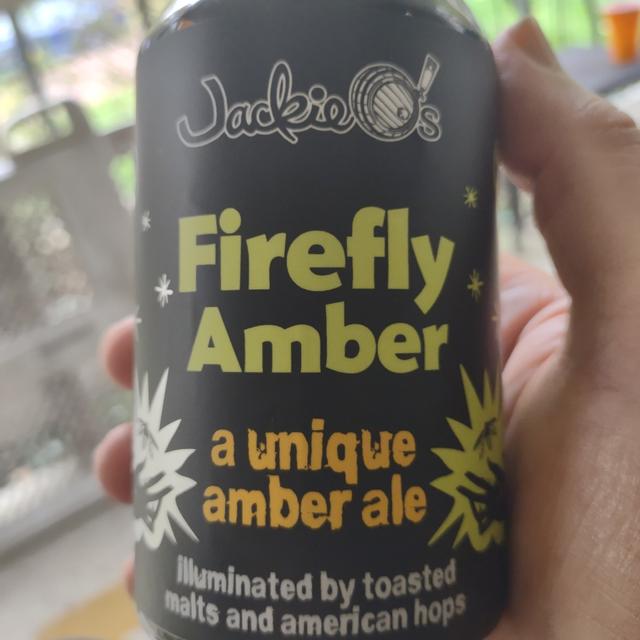 Jackie O's
Firefly
Amber
a unique
amber ale
illuminated by toasted
malts and american hops